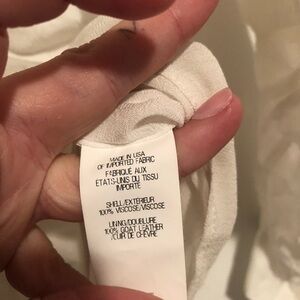 MADE IN USA
OF IMPORTED FABRIC
FABRIQUÉ AUX
ETATS-UNIS DU TISSU
IMPORTÉ
SHELL/EXTÉRIEUR
100% VISCOSE/VISCOSE
LINING/DOUBLURE
100% GOAT LEATHER
/CUIR DE CHÈVRE